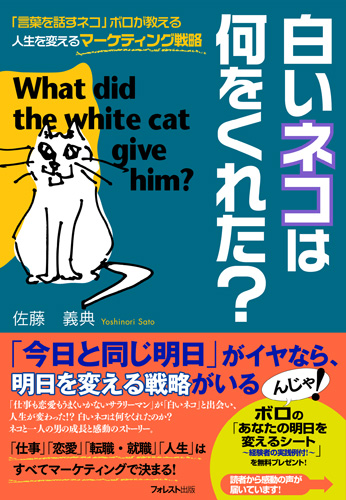 「言葉を話すネコ」ボロが教える
人生を変えるマーケティング戦略
白いネコは
何をくれた？
What did
the white cat
give
him?
佐藤　義典 Yoshinori Sato
「今日と同じ明日」がイヤなら、
明日を変える戦略がいる
んじゃ!
「仕事も恋愛もうまくいかないサラリーマン」が「白いネコ」と出会い、
人生が変わった!?白いネコは何をくれたのか?
ネコと一人の男の成長と感動のストーリー。
「仕事」「恋愛」「転職・就職」「人生」は
すべてマーケティングで決まる!
ボロの
「あなたの明日を
変えるシート
～経験者の実践例付!～」
を無料プレゼント!
読者から感動の声が
届いています!
フォレスト出版